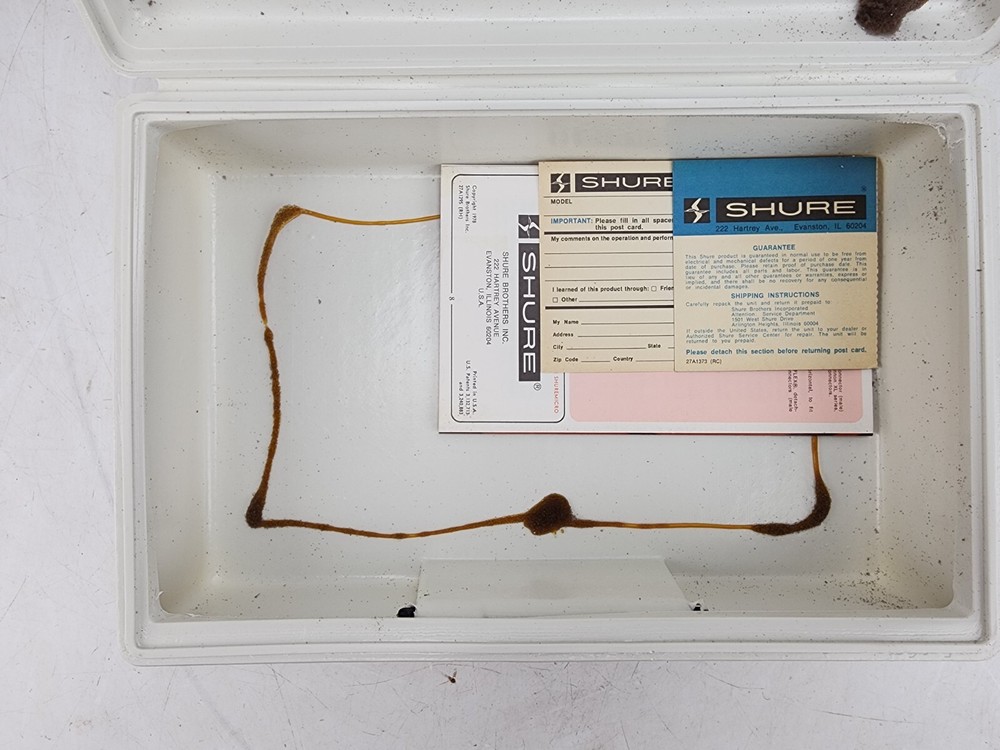 Copyright 1978
Shure Brothers Inc.
27A1295 (RH)
8
SHURE®
SHURE BROTHERS INC.
222 HARTREY AVENUE
EVANSTON, ILLINOIS 60204
U.S.A.
Printed in U.S.A.
U.S. Patents 3,132,713
and 3,240,883
SHUREMICRO
SHURE
MODEL
IMPORTANT: Please fill in all space
this post card.
My comments on the operation and perform
I learned of this product through: Frien
Other
My Name
Address
City State
Zip Code Country
SHURE®
222 Hartrey Ave., Evanston, IL 60204
GUARANTEE
This Shure product is guaranteed in normal use to be free from
electrical and mechanical defects for a period of one year from
date of purchase. Please retain proof of purchase date. This
guarantee includes all parts and labor. This guarantee is in
lieu of any and all other guarantees or warranties, express or
implied, and there shall be no recovery for any consequential
or incidental damages.
SHIPPING INSTRUCTIONS
Carefully repack the unit and return it prepaid to:
Shure Brothers Incorporated
Attention: Service Department
1501 West Shure Drive
Arlington Heights, Illinois 60004
If outside the United States, return the unit to your dealer or
Authorized Shure Service Center for repair. The unit will be
returned to you prepaid.
Please detach this section before returning post card.
27A1373 (RC)